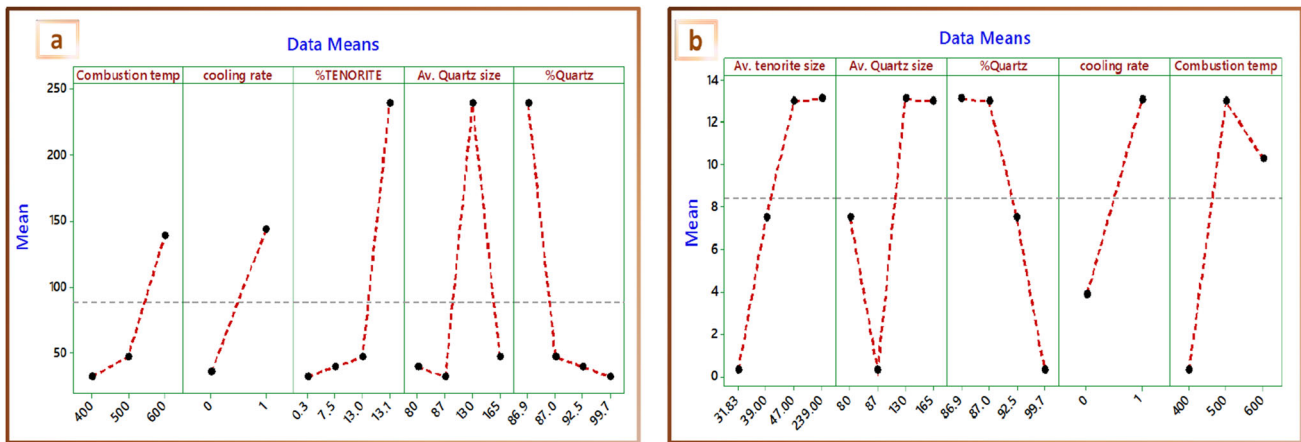 a
Data Means
Combustion temp cooling rate %TENORITE Av. Quartz size %Quartz
250
200
150
100
50
Mean
400 500 600 0 1 0.3 7.5 13.0 13.1 80 87 130 165 86.9 87.0 92.5 99.7
b
Data Means
Av. tenorite size Av. Quartz size %Quartz cooling rate Combustion temp
14
12
10
8
6
4
2
0
Mean
31.83 39.00 47.00 239.00 80 87 130 165 86.9 87.0 92.5 99.7 0 1 400 500 600